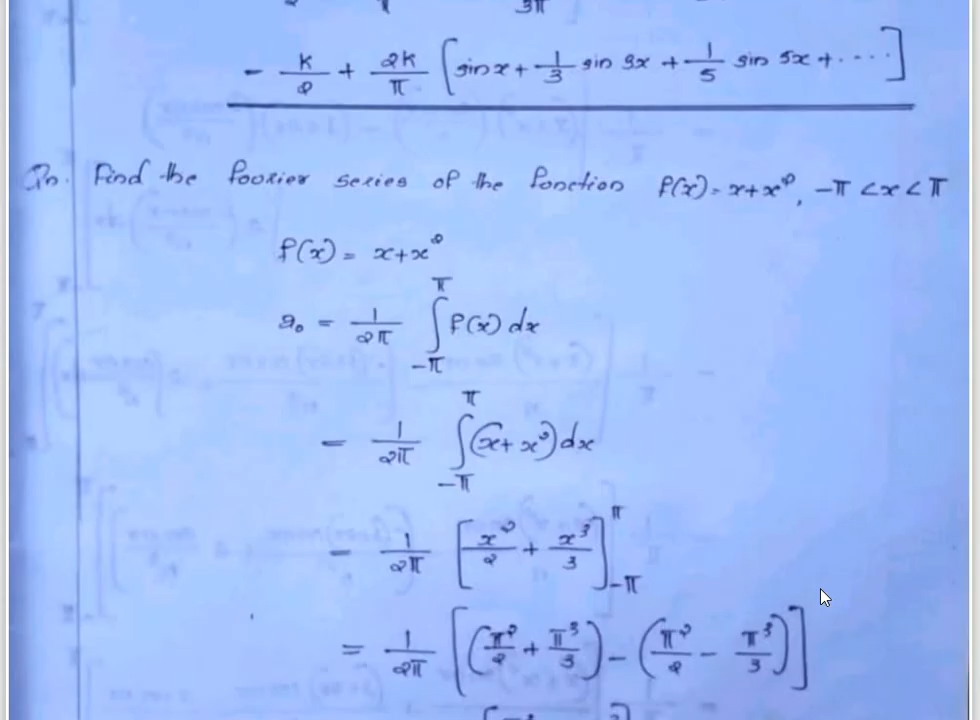 3π
- k/2 + 2k/π [sin x + 1/3 sin 3x + 1/5 sin 5x + ....]
Qn. Find the Fourier series of the function f(x) = x+x², -π < x < π
f(x) = x+x²
a₀ = 1/2π ∫_{-π}^{π} f(x) dx
= 1/2π ∫_{-π}^{π} (x+x²) dx
= 1/2π [x²/2 + x³/3]_{-π}^{π}
= 1/2π [(π²/2 + π³/3) - (π²/2 - π³/3)]